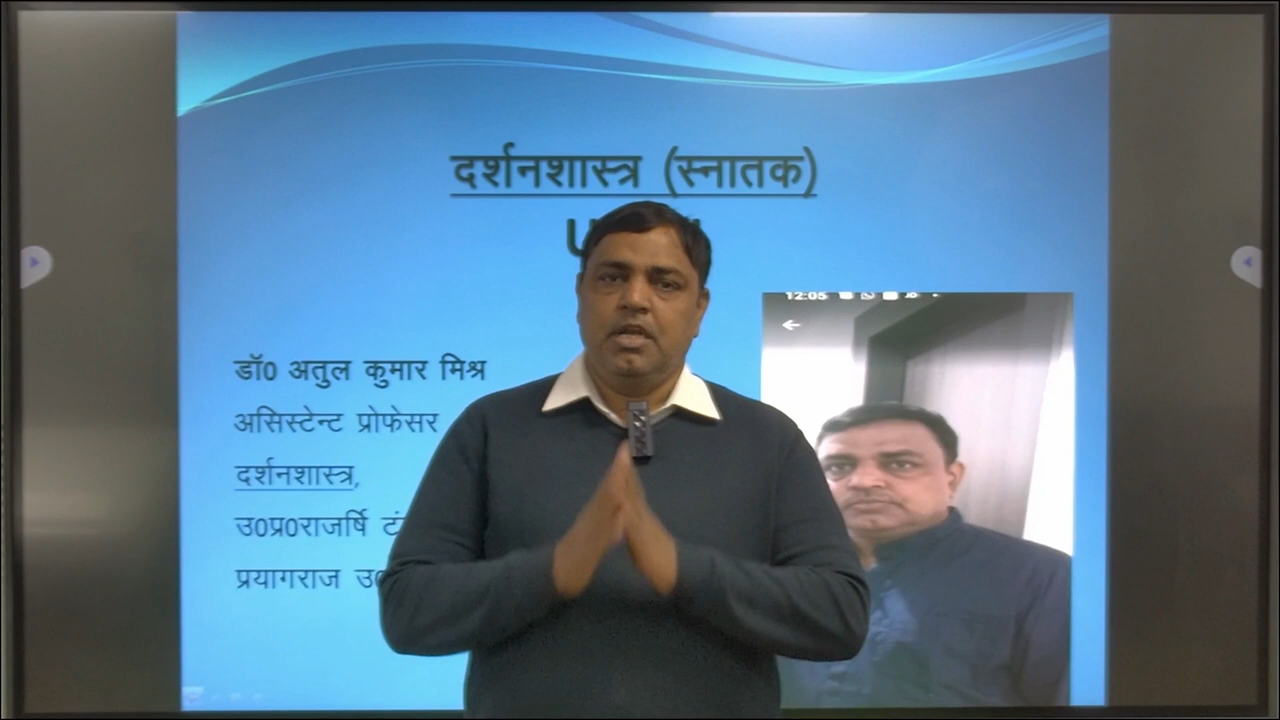 दर्शनशास्त्र (स्नातक)
डॉ0 अतुल कुमार मिश्र
असिस्टेन्ट प्रोफेसर
दर्शनशास्त्र,
उ0प्र0राजर्षि
प्रयागराज
12:05